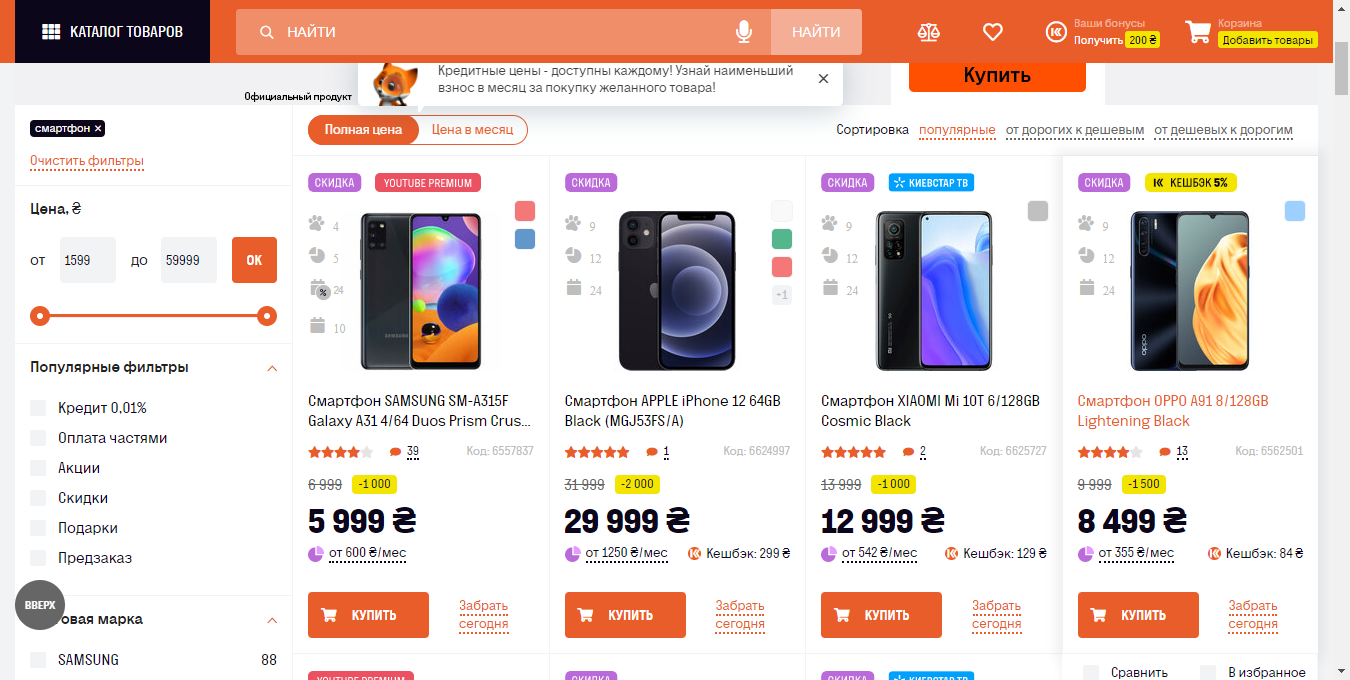 КАТАЛОГ ТОВАРОВ
НАЙТИ
НАЙТИ
Ваши бонусы
Получить 200 ₴
Корзина
Добавить товары
Кредитные цены - доступны каждому! Узнай наименьший
взнос в месяц за покупку желанного товара!
Купить
Официальный продукт
смартфон ×
Очистить фильтры
Цена, ₴
от 1599 до 59999 ОК
Популярные фильтры
Кредит 0,01%
Оплата частями
Акции
Скидки
Подарки
Предзаказ
ВВЕРХ
овая марка
SAMSUNG 88
Полная цена
Цена в месяц
Сортировка популярные от дорогих к дешевым от дешевых к дорогим
СКИДКА YOUTUBE PREMIUM
4
5
% 24
10
SAMSUNG
Смартфон SAMSUNG SM-A315F
Galaxy A31 4/64 Duos Prism Crus...
39 Код: 6557837
6 999 -1 000
5 999 ₴
от 600 ₴/мес
КУПИТЬ
Забрать
сегодня
YOUTUBE PREMIUM
СКИДКА
9
12
24
+1
Смартфон APPLE iPhone 12 64GB
Black (MGJ53FS/A)
1 Код: 6624997
31 999 -2 000
29 999 ₴
от 1250 ₴/мес Кешбэк: 299 ₴
КУПИТЬ
Забрать
сегодня
СКИДКА
СКИДКА КИЕВСТАР ТВ
9
12
24
Смартфон XIAOMI Mi 10T 6/128GB
Cosmic Black
2 Код: 6625727
13 999 -1 000
12 999 ₴
от 542 ₴/мес Кешбэк: 129 ₴
КУПИТЬ
Забрать
сегодня
СКИДКА КИЕВСТАР ТВ
СКИДКА КЕШБЭК 5%
9
12
24
oppo
Смартфон OPPO A91 8/128GB
Lightening Black
13 Код: 6562501
9 999 -1 500
8 499 ₴
от 355 ₴/мес Кешбэк: 84 ₴
КУПИТЬ
Забрать
сегодня
Сравнить В избранное